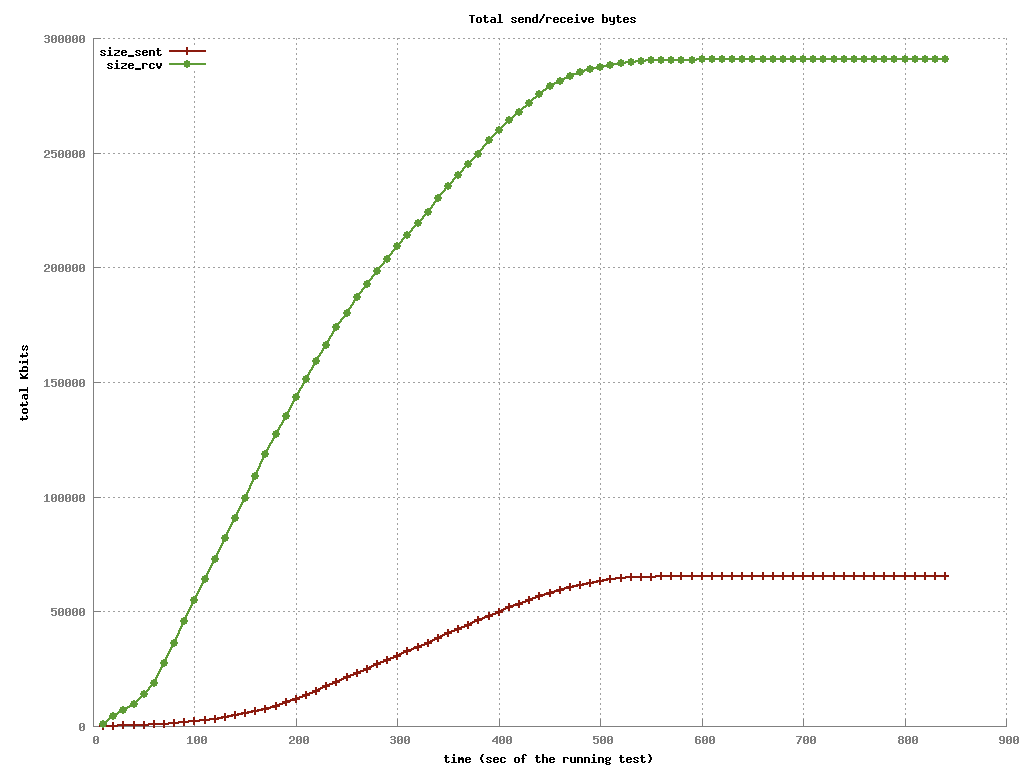 Total send/receive bytes
size_sent
size_rcv
300000
250000
200000
150000
100000
50000
0
total Kbits
0 100 200 300 400 500 600 700 800 900
time (sec of the running test)